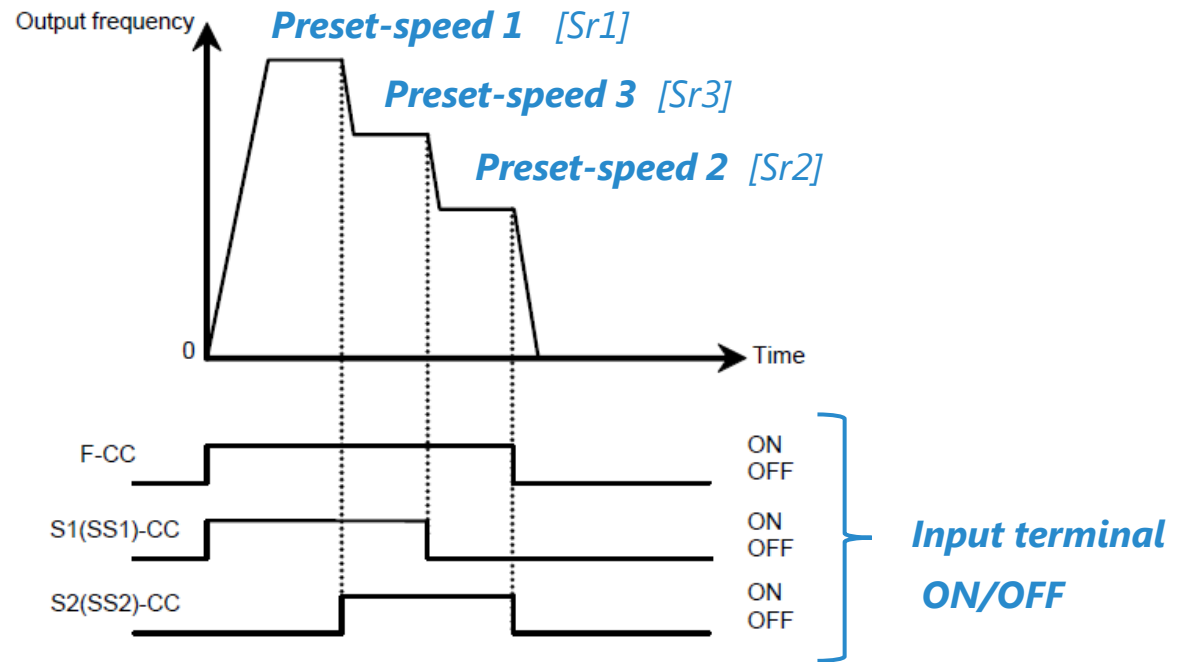 Output frequency
Preset-speed 1 [Sr1]
Preset-speed 3 [Sr3]
Preset-speed 2 [Sr2]
0
Time
F-CC
ON
OFF
S1(SS1)-CC
ON
OFF
S2(SS2)-CC
ON
OFF
Input terminal
ON/OFF